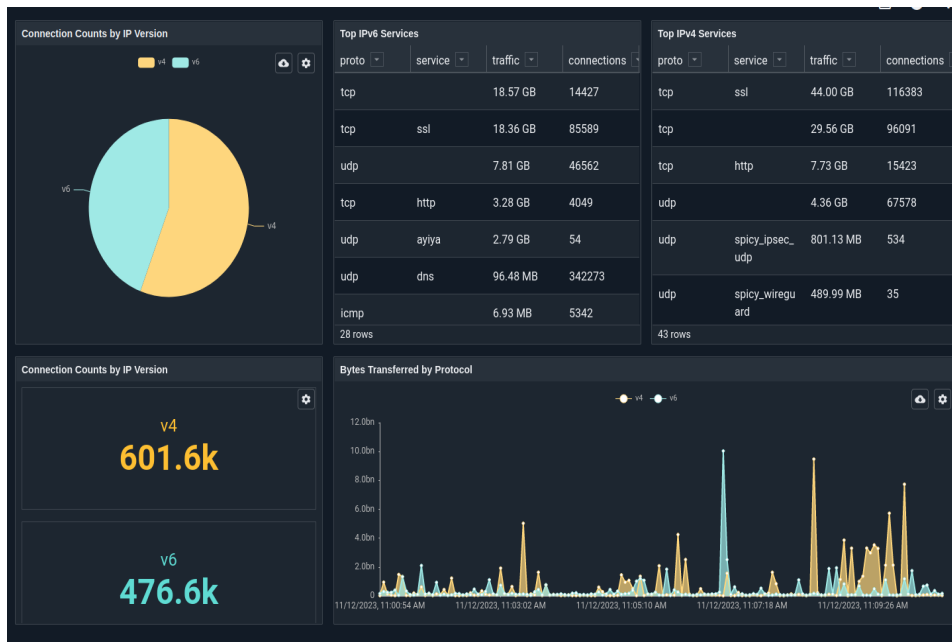 Connection Counts by IP Version
v4 v6
v6
v4
Top IPv6 Services
proto service traffic connections
tcp 18.57 GB 14427
tcp ssl 18.36 GB 85589
udp 7.81 GB 46562
tcp http 3.28 GB 4049
udp ayiya 2.79 GB 54
udp dns 96.48 MB 342273
icmp 6.93 MB 5342
28 rows
Top IPv4 Services
proto service traffic connections
tcp ssl 44.00 GB 116383
tcp 29.56 GB 96091
tcp http 7.73 GB 15423
udp 4.36 GB 67578
udp spicy_ipsec_ 801.13 MB 534
udp
udp spicy_wiregu 489.99 MB 35
ard
43 rows
Connection Counts by IP Version
v4
601.6k
v6
476.6k
Bytes Transferred by Protocol
v4 v6
12.0bn
10.0bn
8.0bn
6.0bn
4.0bn
2.0bn
0
11/12/2023, 11:00:54 AM 11/12/2023, 11:03:02 AM 11/12/2023, 11:05:10 AM 11/12/2023, 11:07:18 AM 11/12/2023, 11:09:26 AM